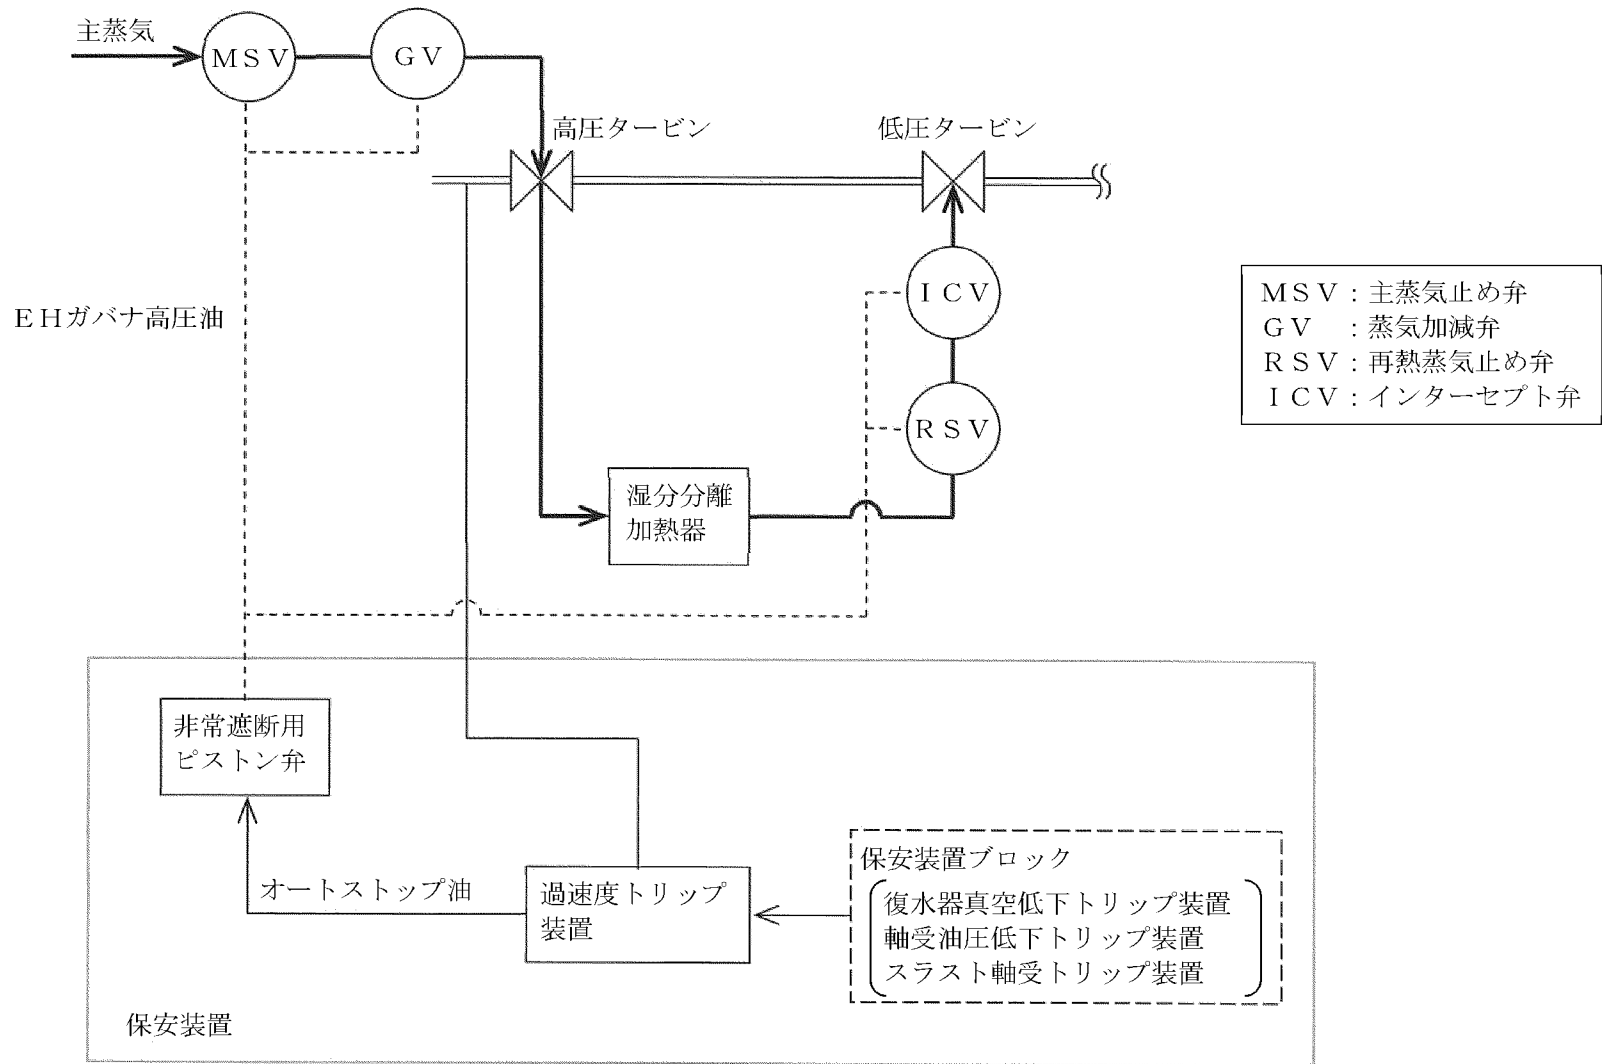 主蒸気
MSV
GV
高圧タービン
低圧タービン
EHガバナ高圧油
ICV
RSV
MSV：主蒸気止め弁
GV　：蒸気加減弁
RSV：再熱蒸気止め弁
ICV：インターセプト弁
湿分分離
加熱器
非常遮断用
ピストン弁
オートストップ油
過速度トリップ
装置
保安装置ブロック
復水器真空低下トリップ装置
軸受油圧低下トリップ装置
スラスト軸受トリップ装置
保安装置